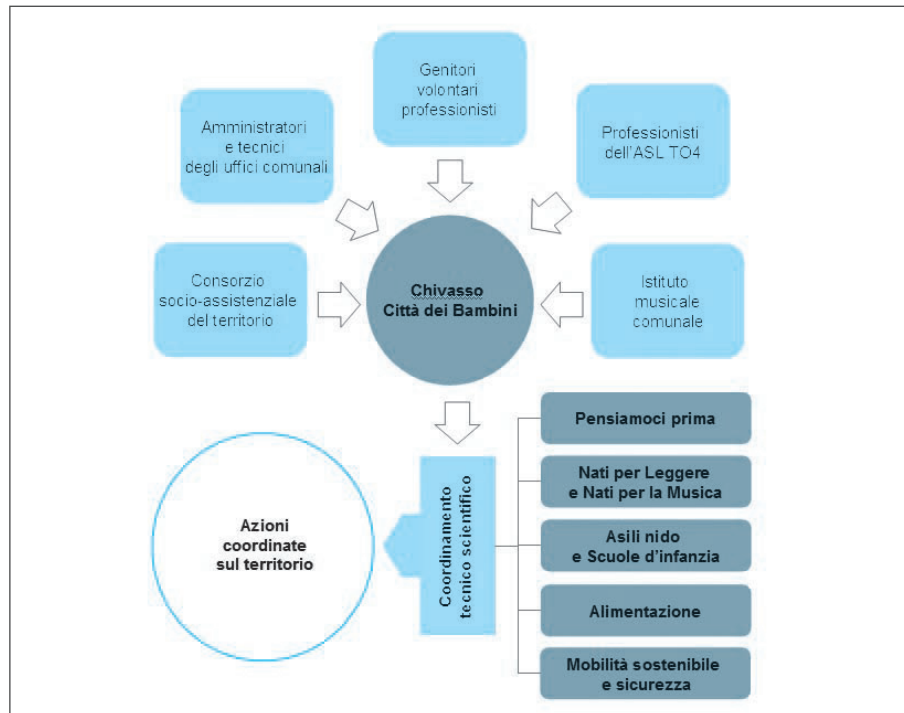 Genitori
volontari
professionisti
Amministratori
e tecnici
degli uffici comunali
Professionisti
dell'ASL TO4
Consorzio
socio-assistenziale
del territorio
Chivasso
Città dei Bambini
Istituto
musicale
comunale
Pensiamoci prima
Nati per Leggere
e Nati per la Musica
Azioni
coordinate
sul territorio
Coordinamento
tecnico scientifico
Asili nido
e Scuole d'infanzia
Alimentazione
Mobilità sostenibile
e sicurezza